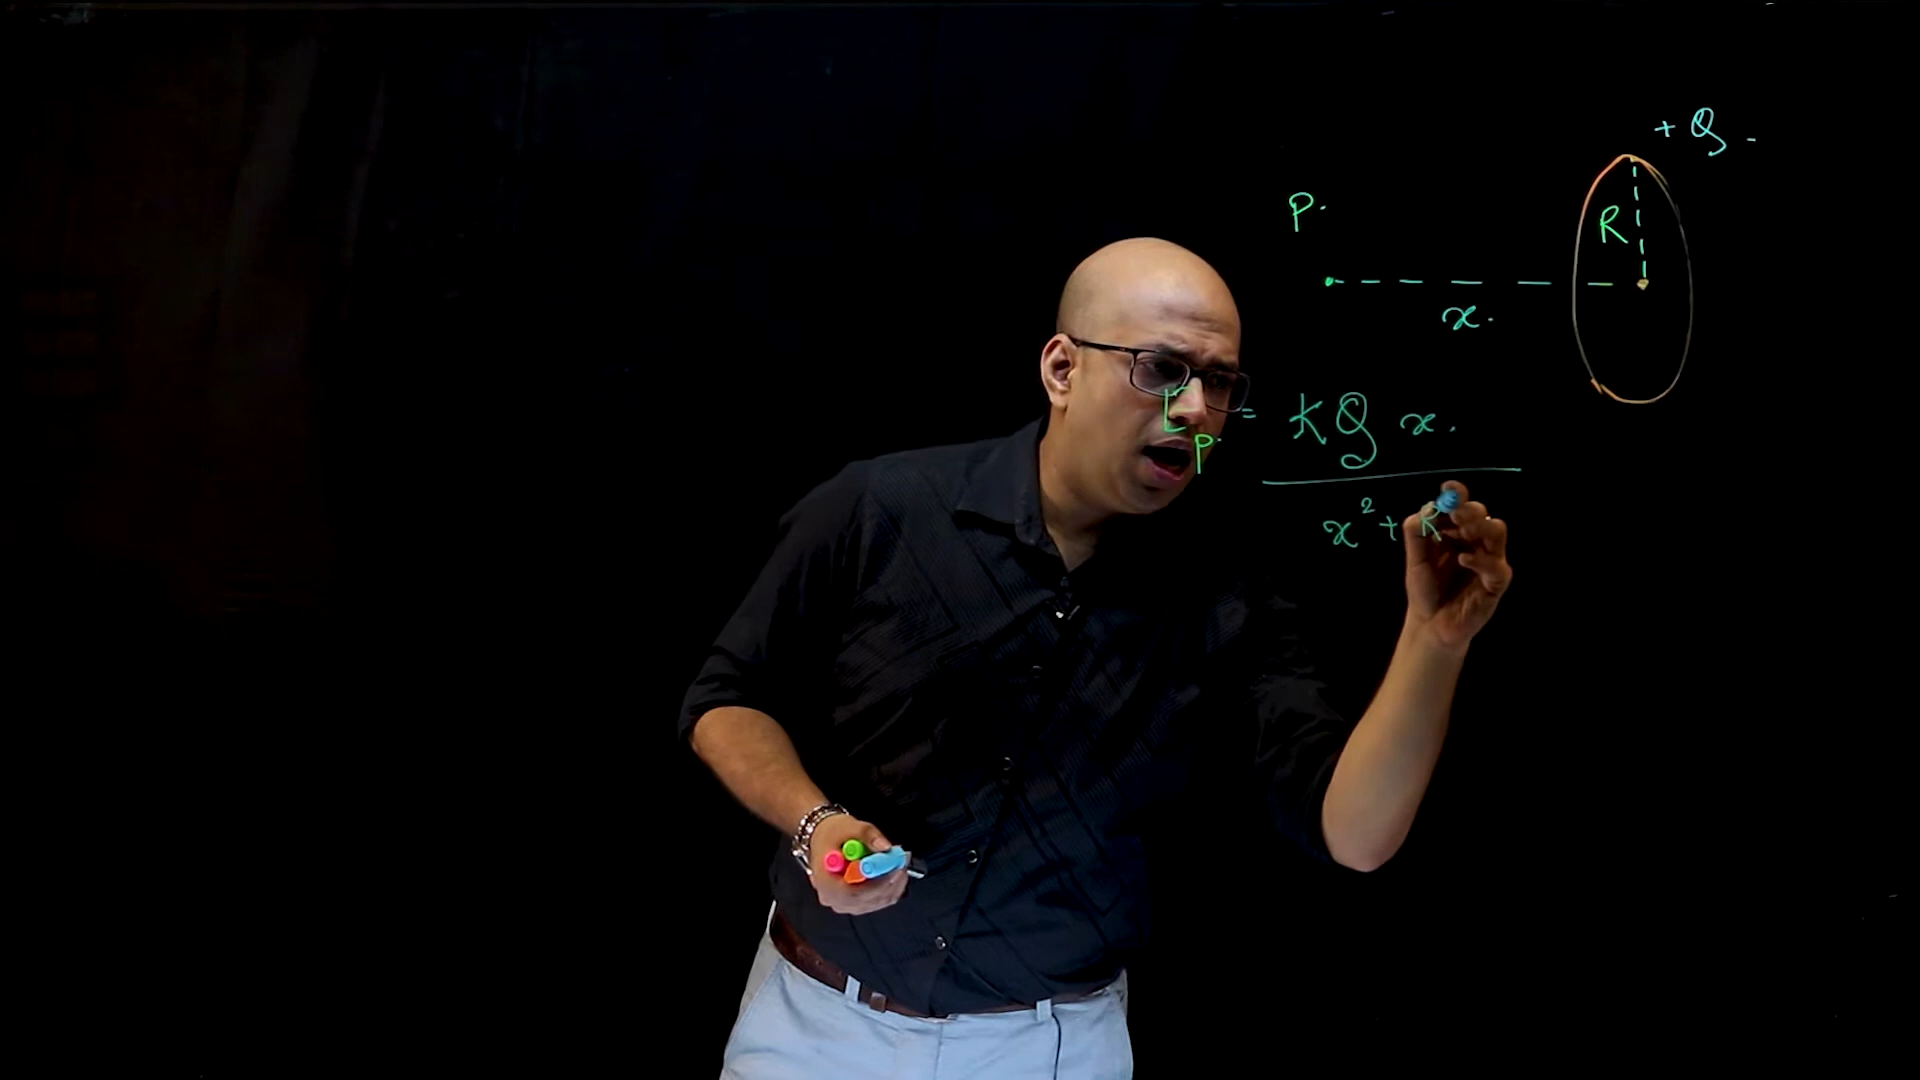 + Q
P.
R
x.
E_P = kQx.
x² + R